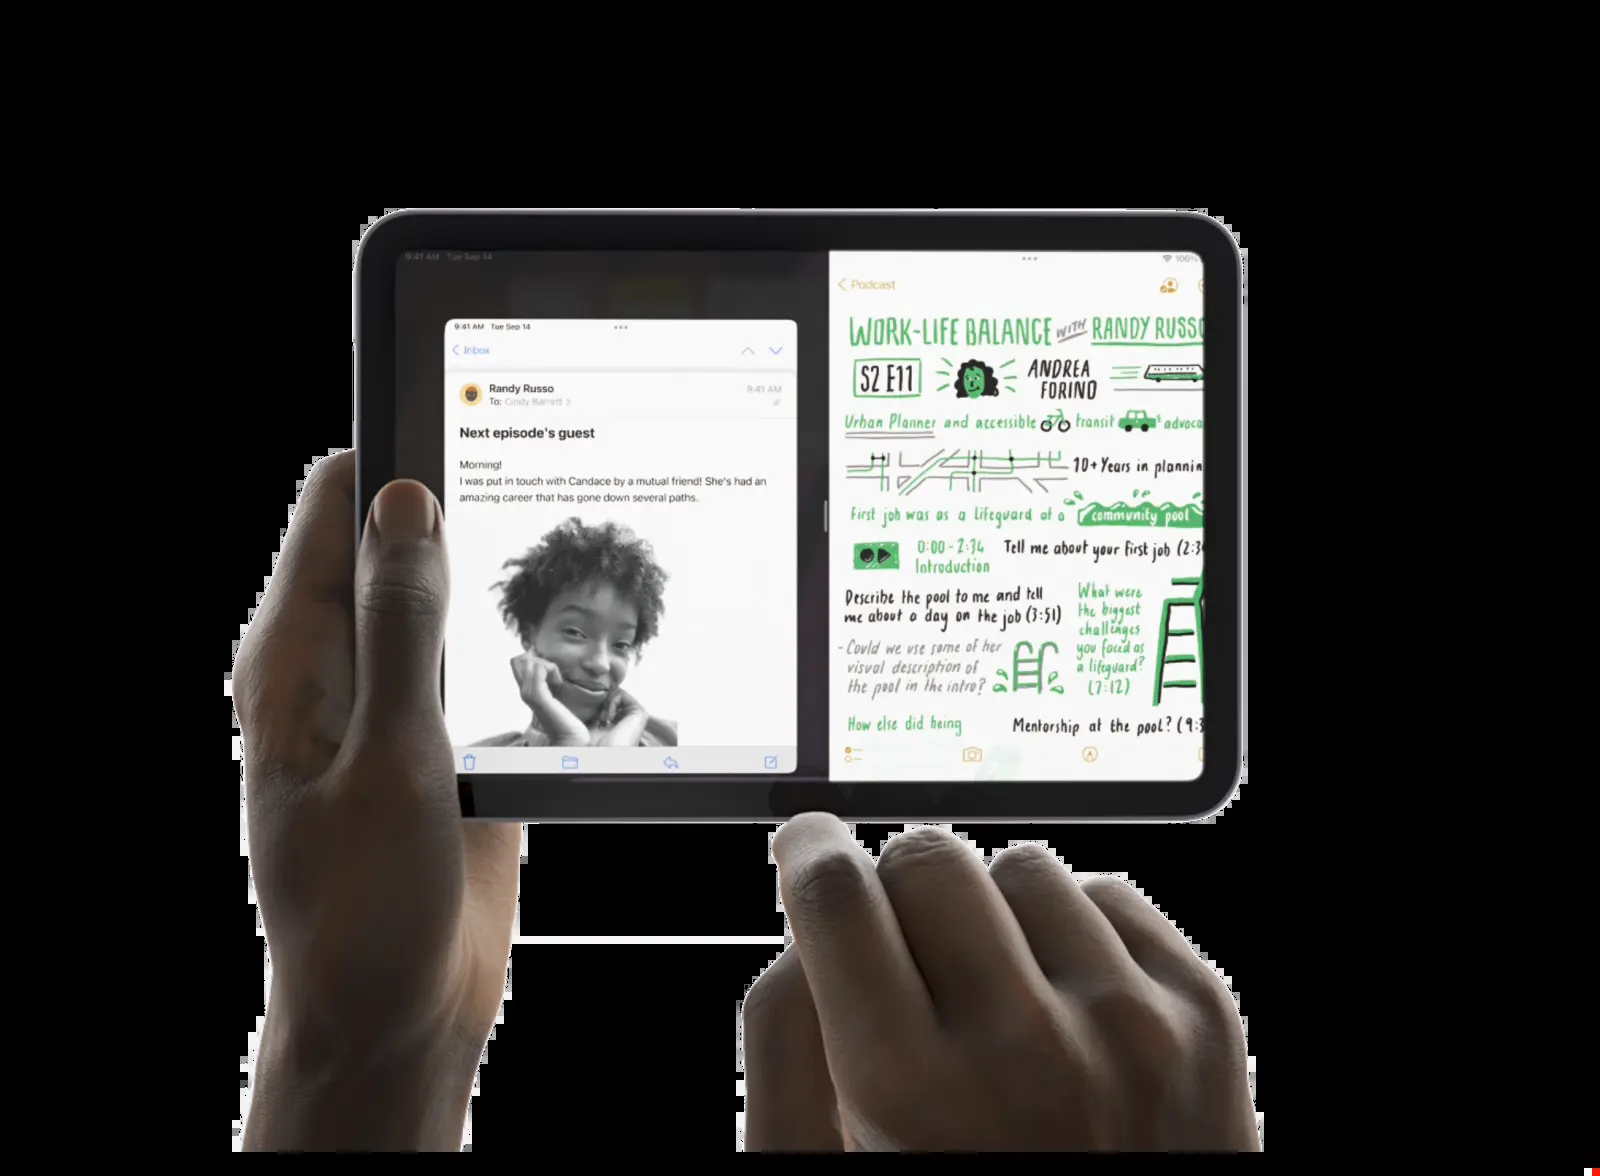 9:41 AM Tue Sep 14
9:41 AM Tue Sep 14
Inbox
Randy Russo
9:41 AM
To: Cindy Barrett
Next episode's guest
Morning!
I was put in touch with Candace by a mutual friend! She's had an
amazing career that has gone down several paths.
100%
Podcast
WORK-LIFE BALANCE WITH RANDY RUSSO
S2 E11
ANDREA
FORINO
Urban Planner and accessible transit advoca
10+ Years in plannin
First job was as a lifeguard at a community pool
0:00 - 2:34
Introduction
Tell me about your first job (2:3
Describe the pool to me and tell
me about a day on the job (3:51)
- Could we use some of her
visual description of
the pool in the intro?
What were
the biggest
challenges
you faced as
a lifeguard?
(7:12)
How else did being
Mentorship at the pool? (9:3